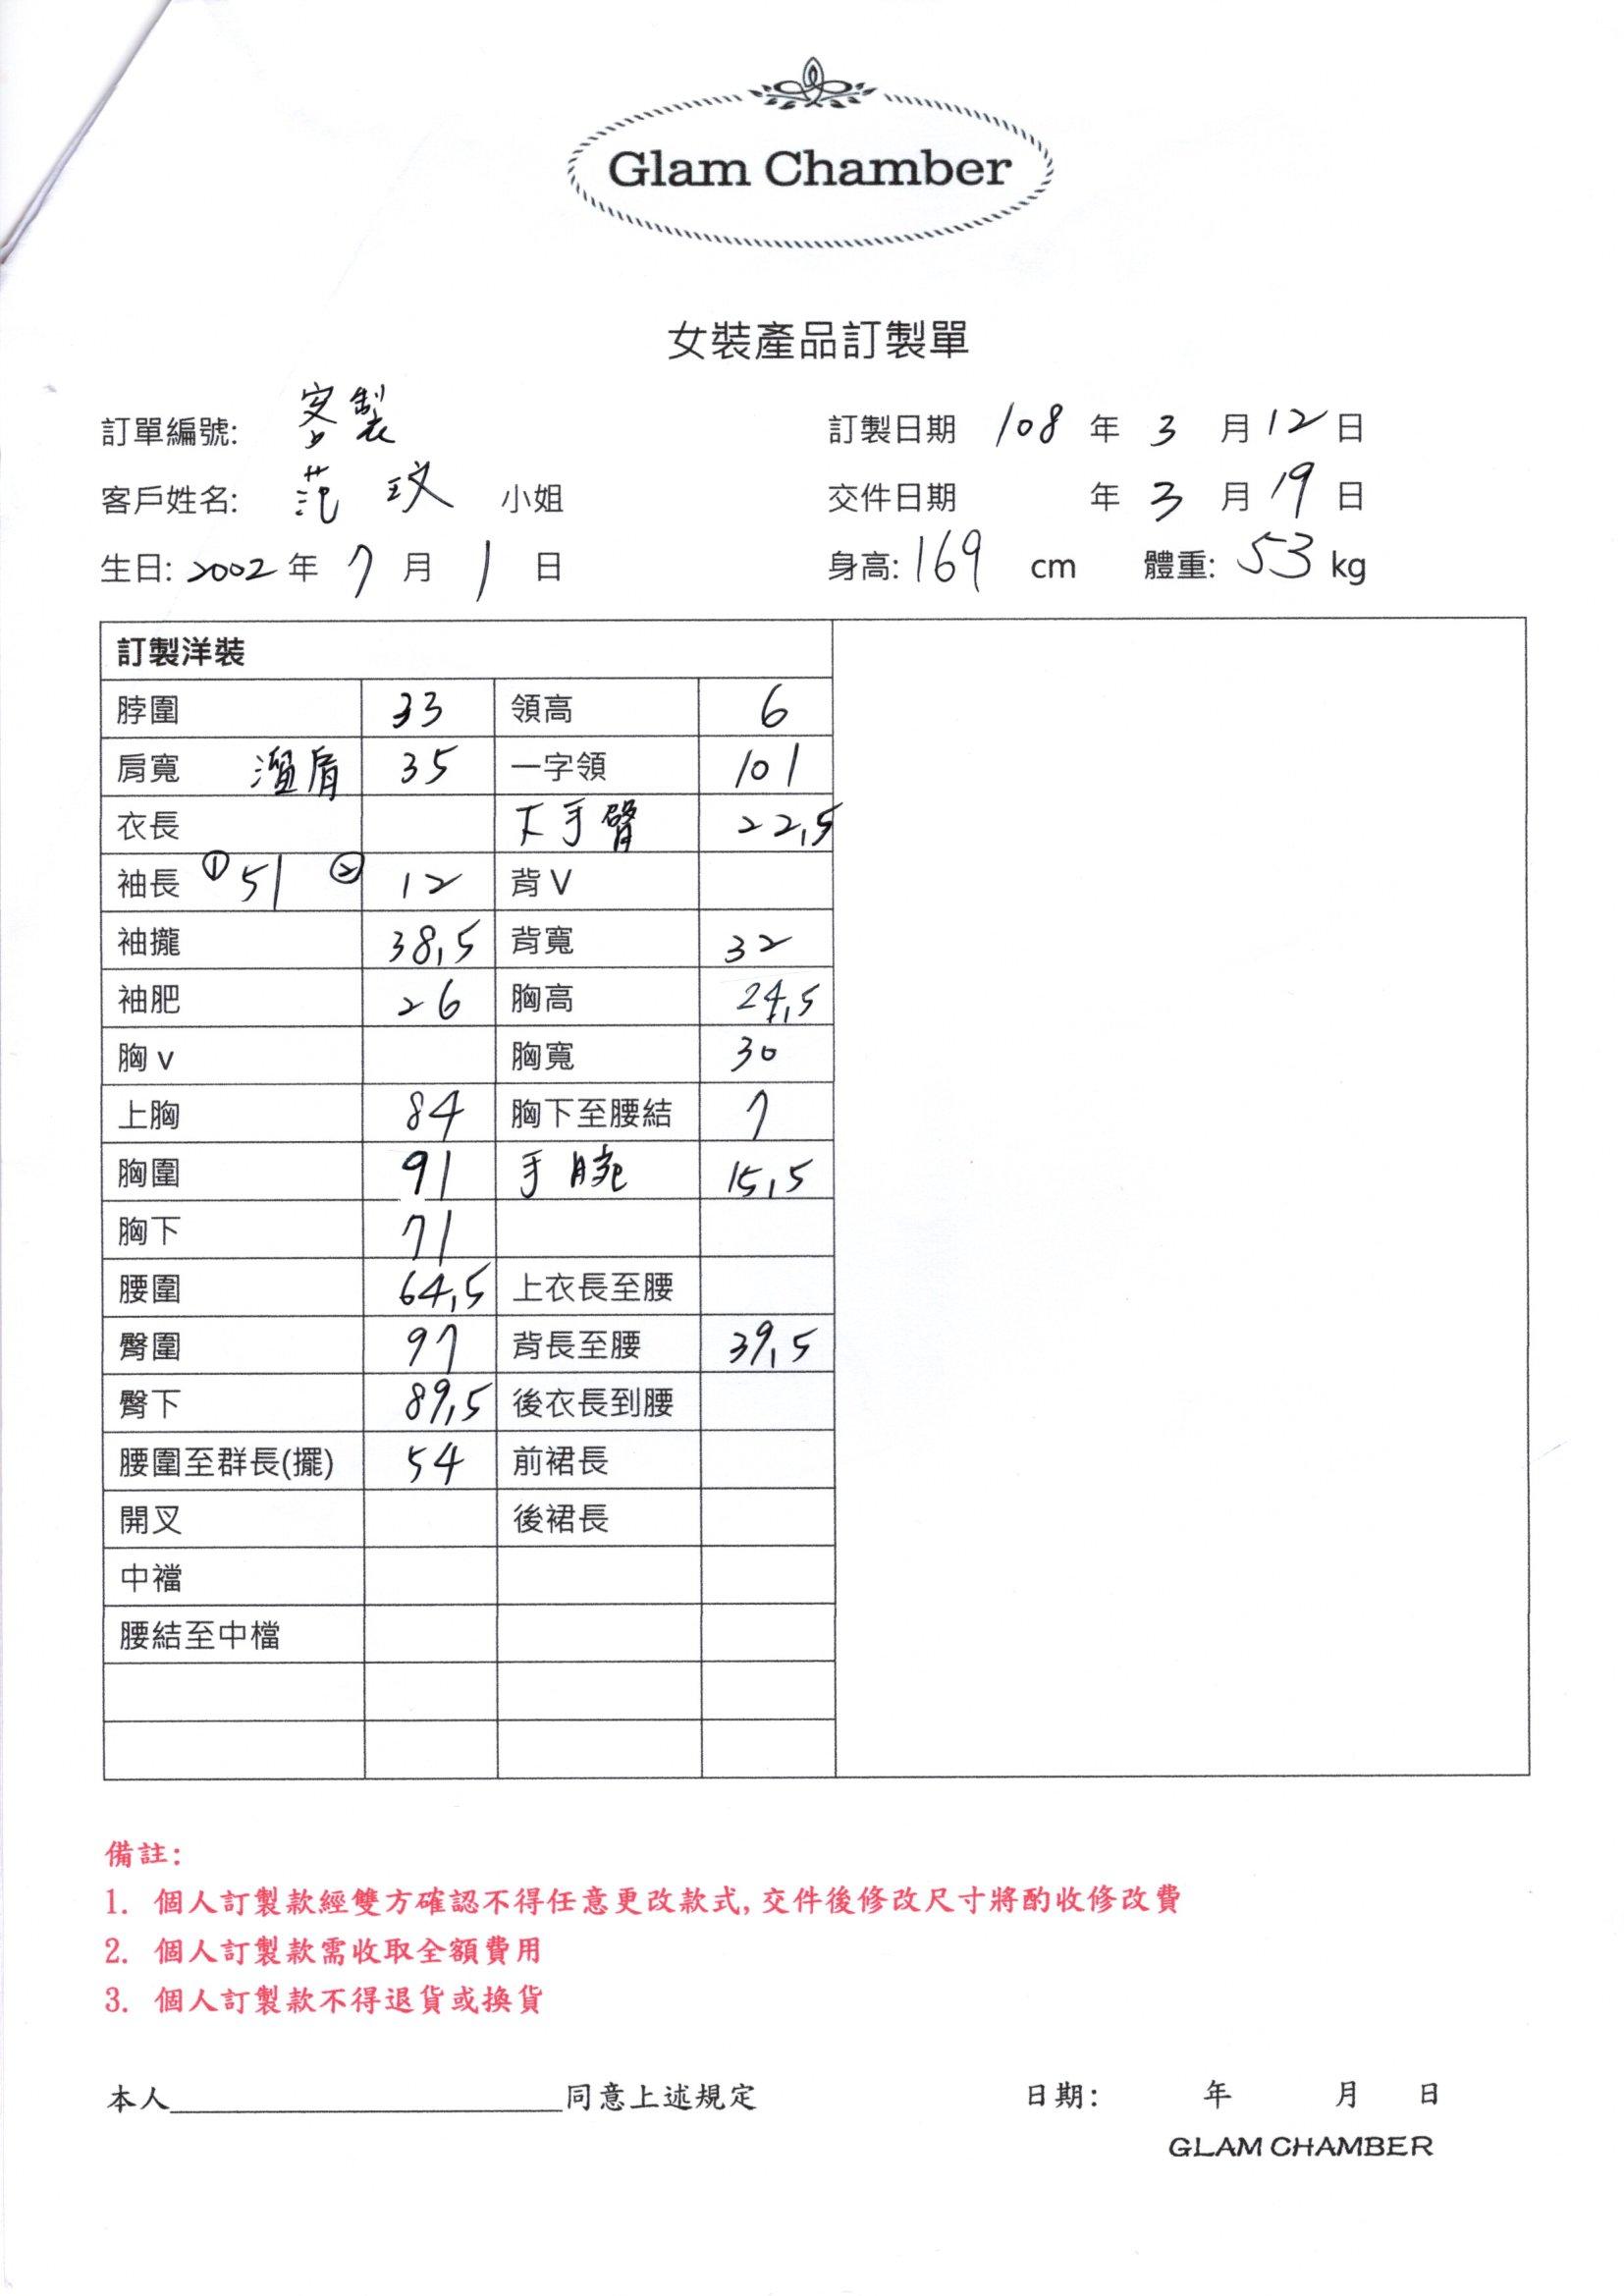 Glam Chamber
女裝產品訂製單
訂單編號: 客製 訂製日期 108 年 3 月 12 日
客戶姓名: 范 玟 小姐 交件日期 年 3 月 19 日
生日: 2002 年 7 月 1 日 身高: 169 cm 體重: 53 kg
訂製洋裝
脖圍 33 領高 6
肩寬 溜肩 35 一字領 101
衣長 下手臂 22,5
袖長 ① 51 ② 12 背 V
袖攏 38,5 背寬 32
袖肥 26 胸高 24,5
胸 v 胸寬 30
上胸 84 胸下至腰結 7
胸圍 91 手腕 15,5
胸下 71
腰圍 64,5 上衣長至腰
臀圍 97 背長至腰 39,5
臀下 89,5 後衣長到腰
腰圍至群長(擺) 54 前裙長
開叉 後裙長
中襠
腰結至中檔
備註:
1. 個人訂製款經雙方確認不得任意更改款式, 交件後修改尺寸將酌收修改費
2. 個人訂製款需收取全額費用
3. 個人訂製款不得退貨或換貨
本人____________________同意上述規定 日期: 年 月 日
GLAM CHAMBER